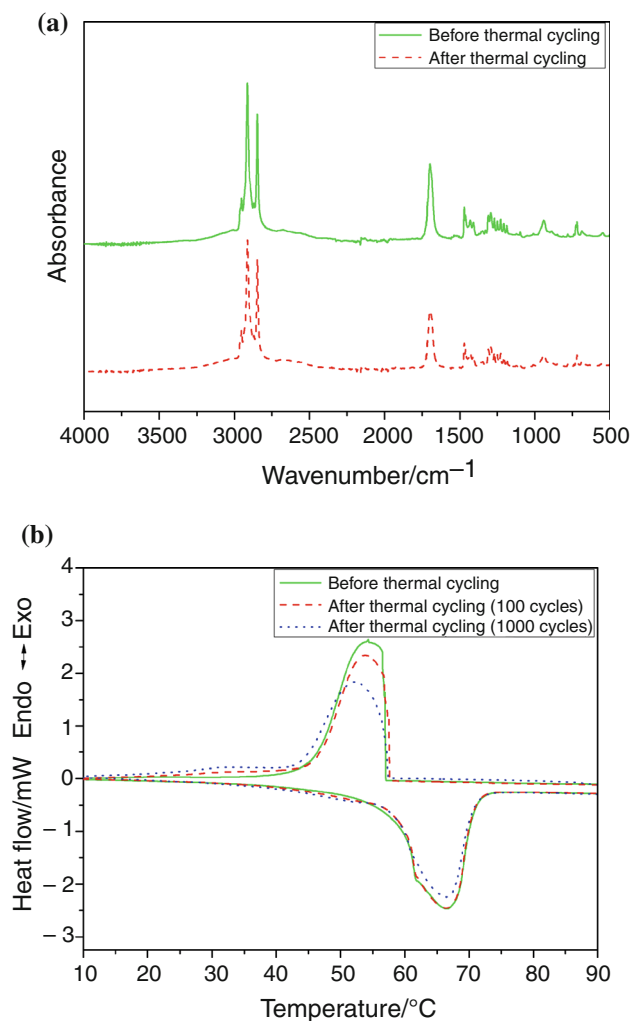 (a)
Before thermal cycling
After thermal cycling
Absorbance
4000 3500 3000 2500 2000 1500 1000 500
Wavenumber/cm⁻¹
(b)
Before thermal cycling
After thermal cycling (100 cycles)
After thermal cycling (1000 cycles)
Heat flow/mW Endo ↔ Exo
4
3
2
1
0
−1
−2
−3
10 20 30 40 50 60 70 80 90
Temperature/°C